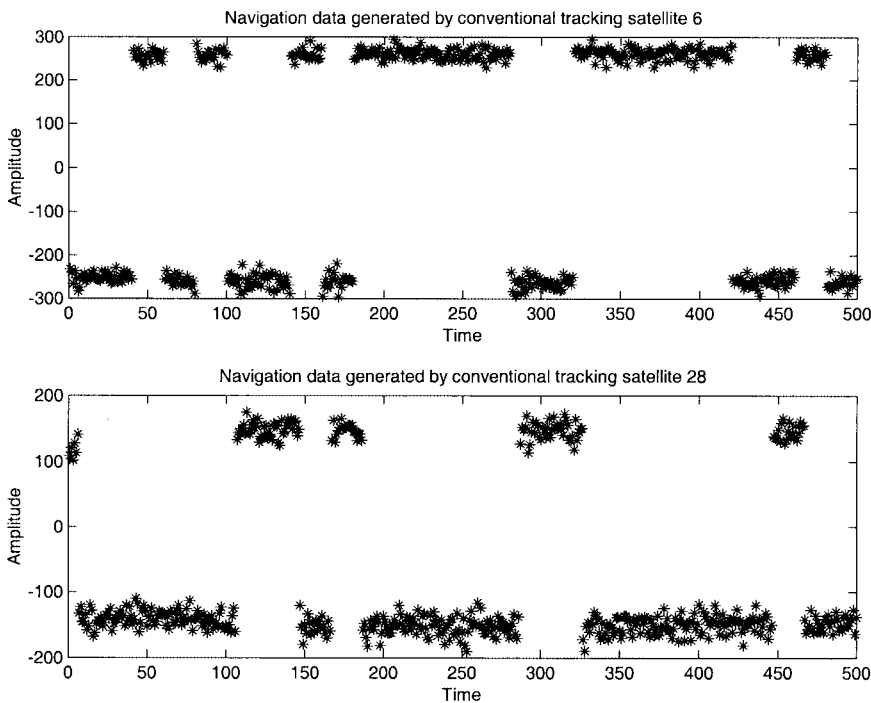 Navigation data generated by conventional tracking satellite 6
300
200
100
0
-100
-200
-300
Amplitude
0 50 100 150 200 250 300 350 400 450 500
Time
Navigation data generated by conventional tracking satellite 28
200
100
0
-100
-200
Amplitude
0 50 100 150 200 250 300 350 400 450 500
Time